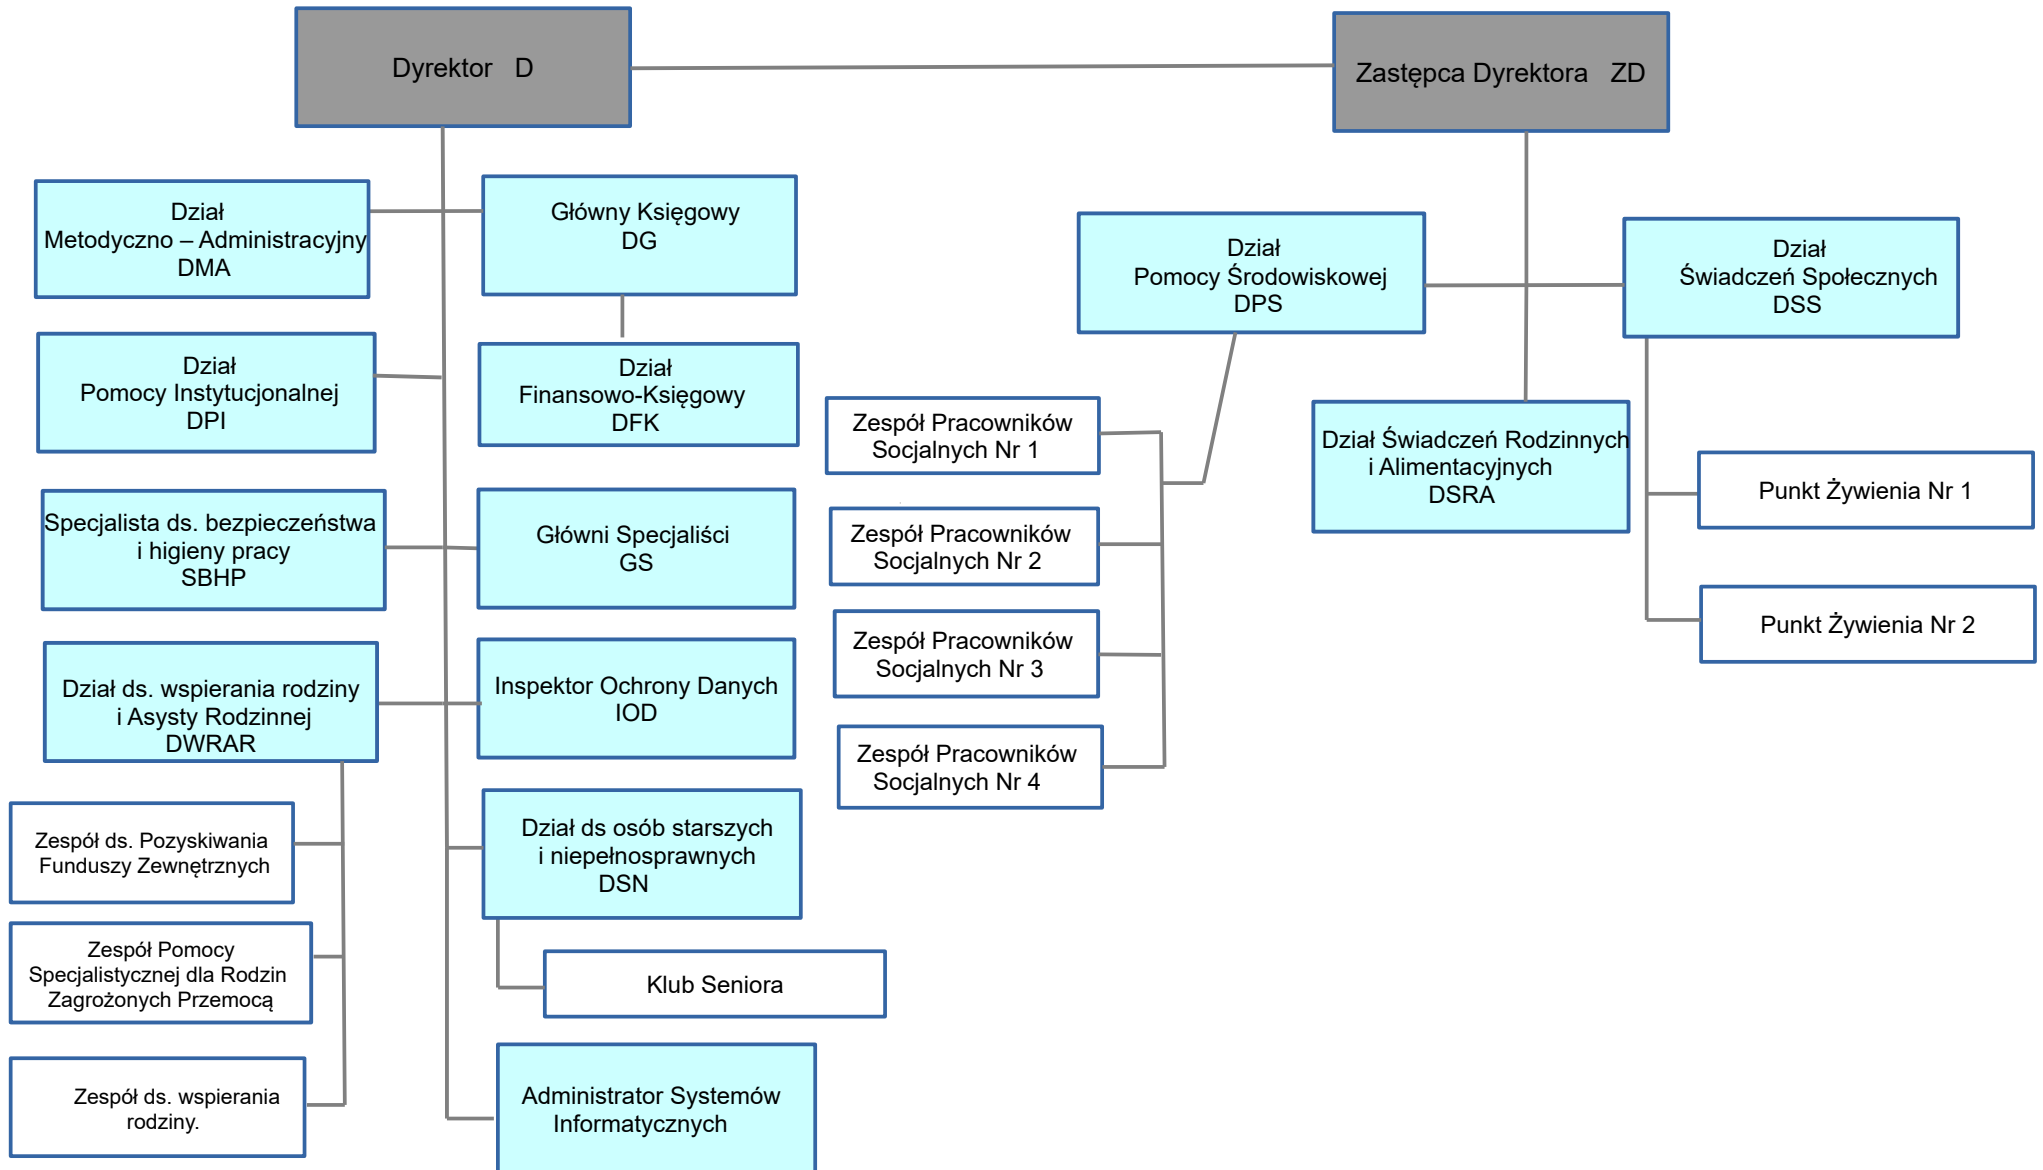 Dyrektor D
Zastępca Dyrektora ZD
Dział
Metodyczno – Administracyjny
DMA
Główny Księgowy
DG
Dział
Pomocy Środowiskowej
DPS
Dział
Świadczeń Społecznych
DSS
Dział
Pomocy Instytucjonalnej
DPI
Dział
Finansowo-Księgowy
DFK
Zespół Pracowników
Socjalnych Nr 1
Dział Świadczeń Rodzinnych
i Alimentacyjnych
DSRA
Punkt Żywienia Nr 1
Specjalista ds. bezpieczeństwa
i higieny pracy
SBHP
Główni Specjaliści
GS
Zespół Pracowników
Socjalnych Nr 2
Punkt Żywienia Nr 2
Zespół Pracowników
Socjalnych Nr 3
Dział ds. wspierania rodziny
i Asysty Rodzinnej
DWRAR
Inspektor Ochrony Danych
IOD
Zespół Pracowników
Socjalnych Nr 4
Zespół ds. Pozyskiwania
Funduszy Zewnętrznych
Dział ds osób starszych
i niepełnosprawnych
DSN
Zespół Pomocy
Specjalistycznej dla Rodzin
Zagrożonych Przemocą
Klub Seniora
Zespół ds. wspierania
rodziny.
Administrator Systemów
Informatycznych